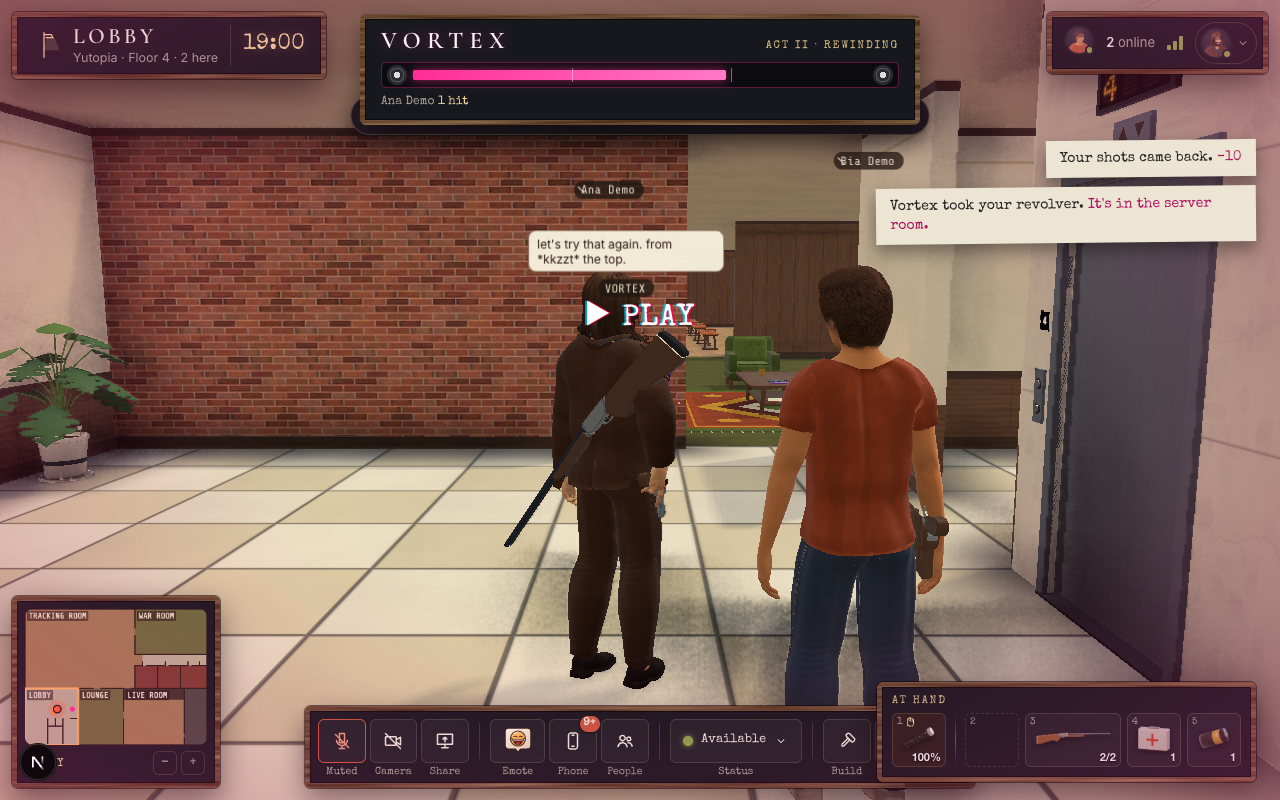 LOBBY
Yutopia · Floor 4 · 2 here
19:00
VORTEX
ACT II · REWINDING
Ana Demo 1 hit
2 online
4
Your shots came back. -10
Vortex took your revolver. It's in the server
room.
Bia Demo
Ana Demo
let's try that again. from
*kkzzt* the top.
VORTEX
PLAY
TRACKING ROOM
WAR ROOM
LOBBY
LOUNGE
LIVE ROOM
N
Y
− +
Muted
Camera
Share
Emote
9+
Phone
People
Available
Status
Build
AT HAND
1
100%
2
3
2/2
4
1
5
1